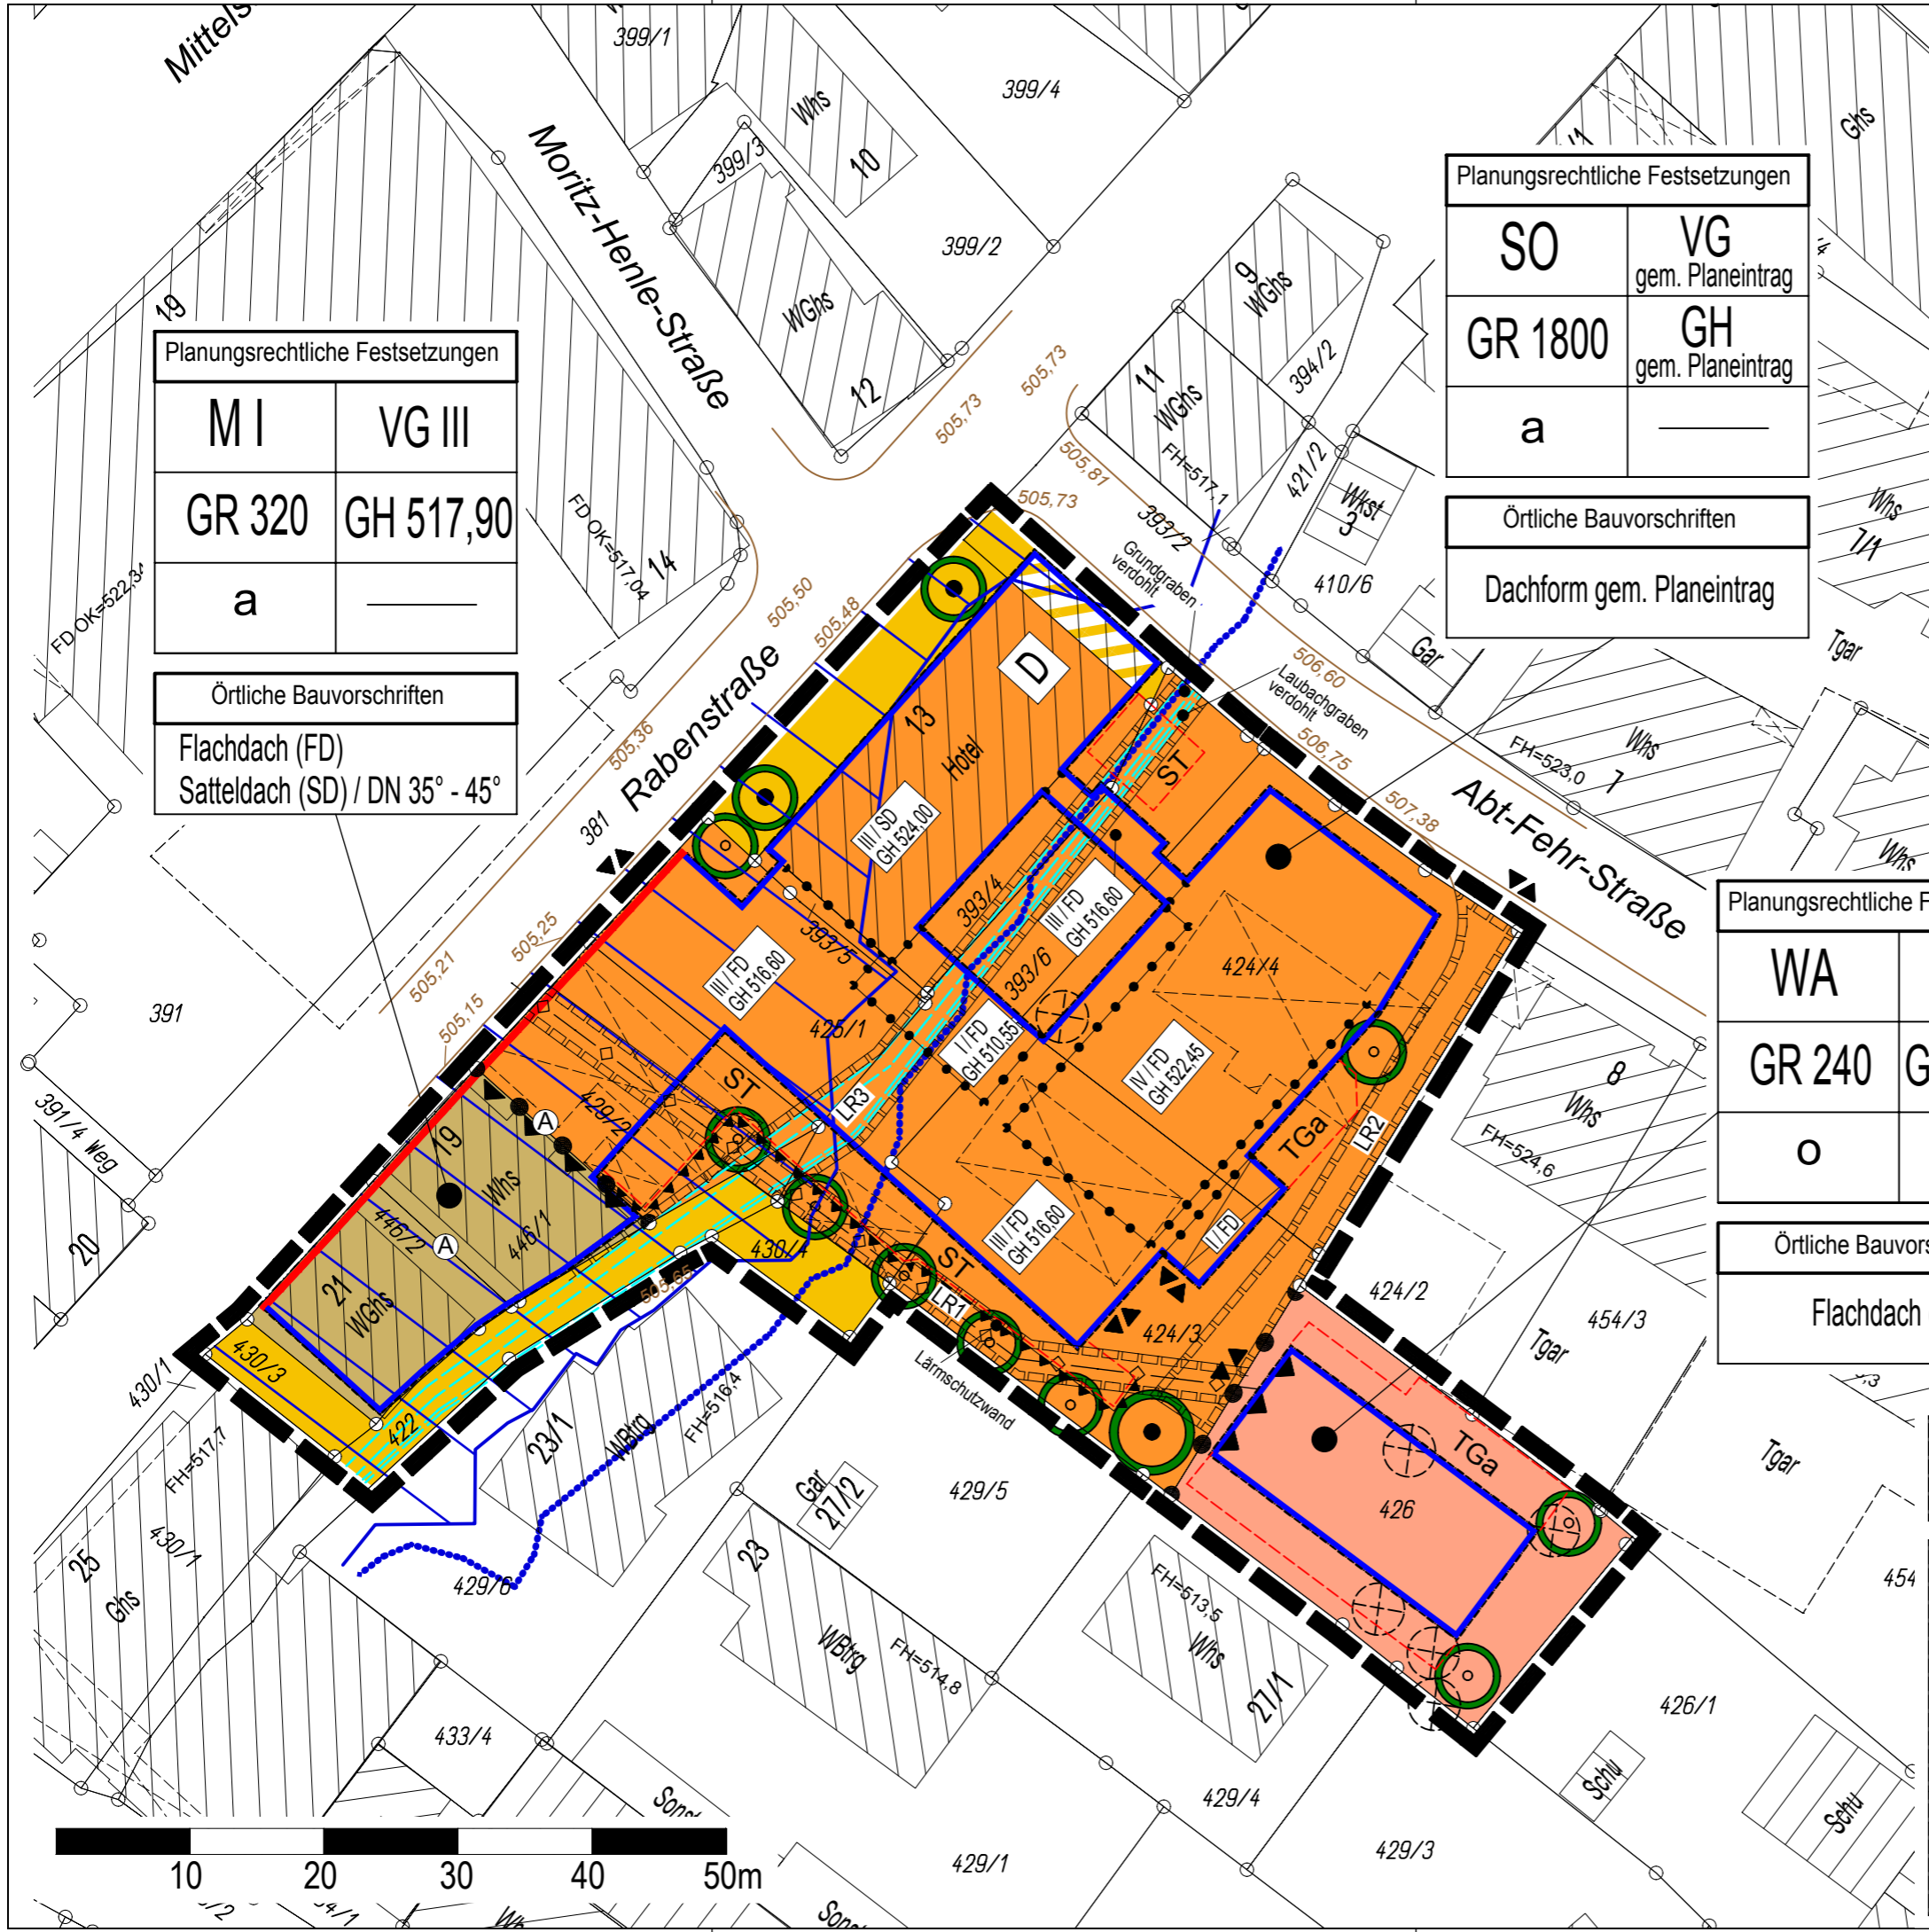 Moritz-Henle-Straße
399/1
399/4
Whs
10
399/3
399/2
WGhs
12
19
Ghs
Planungsrechtliche Festsetzungen
SO
VG
gem. Planeintrag
GR 1800
GH
gem. Planeintrag
a
Örtliche Bauvorschriften
Dachform gem. Planeintrag
Planungsrechtliche Festsetzungen
M I
VG III
GR 320
GH 517,90
a
Örtliche Bauvorschriften
Flachdach (FD)
Satteldach (SD) / DN 35° - 45°
FD OK=517,04
14
505,73
505,73
505,73
505,81
505,50
505,48
505,36
505,25
505,21
505,15
9
WGhs
11
WGhs
FH=517,1
394/2
421/2
Wkst
3
393/2
410/6
Gar
Grundgraben
verdohlt
Laubachgraben
verdohlt
506,60
506,75
507,38
Whs
7/1
Tgar
FH=523,0
Whs
7
Whs
Abt-Fehr-Straße
Rabenstraße
381
391
391/4 Weg
20
D
13
Hotel
ST
III / SD
GH 524,00
393/4
393/5
393/6
III / FD
GH 516,60
III / FD
GH 516,60
425/1
424/4
I / FD
GH 510,55
IV / FD
GH 522,45
ST
LR3
429/2
TGa
LR2
I / FD
III / FD
GH 516,60
ST
LR1
424/3
Lärmschutzwand
A
A
19
Whs
446/2
446/1
21
WGhs
430/4
505,65
430/3
430/1
422
8
Whs
FH=524,6
424/2
454/3
Tgar
Tgar
454
WA
GR 240
o
Flachdach
TGa
426
FH=517,7
25
430/1
Ghs
23/1
WBtrg
FH=516,4
429/6
Gar
27/2
429/5
23
WBtrg
FH=514,8
FH=513,5
Whs
27/1
426/1
Schu
Schu
433/4
429/4
429/3
429/1
10
20
30
40
50m